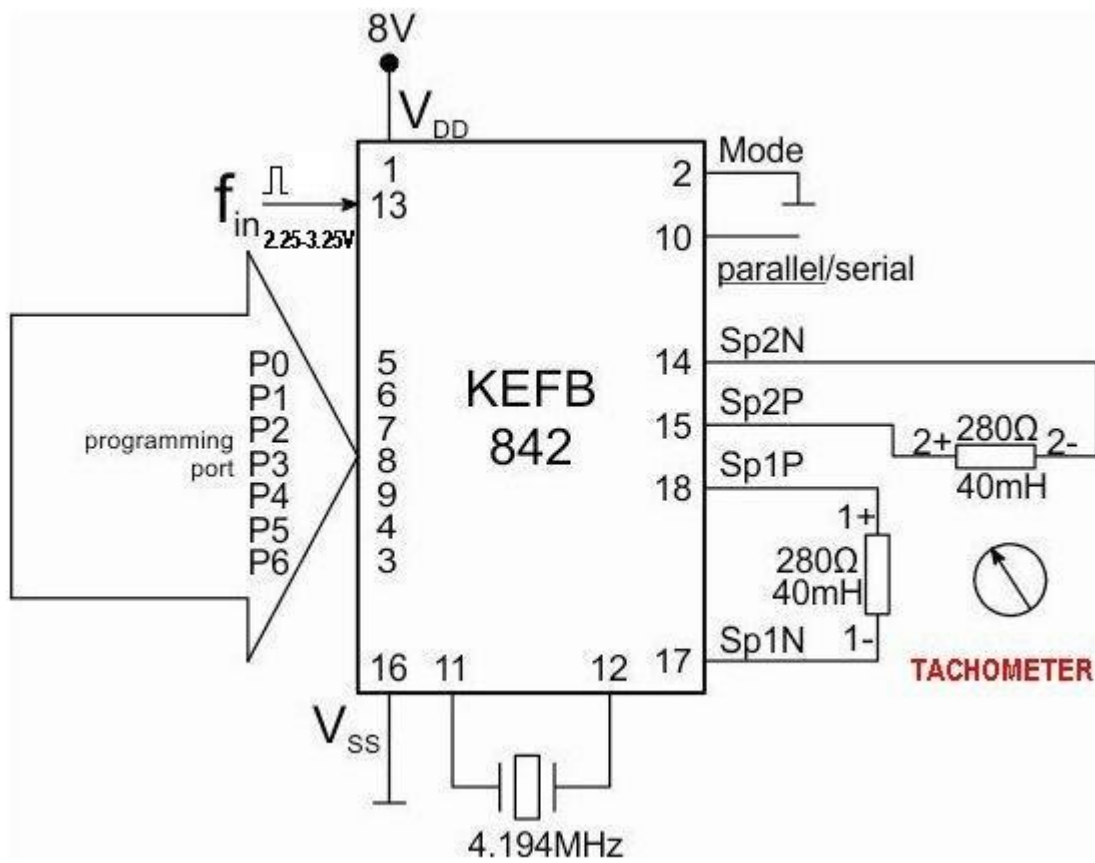 8V
VDD
1
13
fin
2.25-3.25V
2
Mode
10
parallel/serial
programming
port
P0
P1
P2
P3
P4
P5
P6
5
6
7
8
9
4
3
KEFB
842
14
Sp2N
15
Sp2P
18
Sp1P
2+
280Ω
2-
40mH
1+
280Ω
40mH
1-
17
Sp1N
TACHOMETER
16
11
12
VSS
4.194MHz